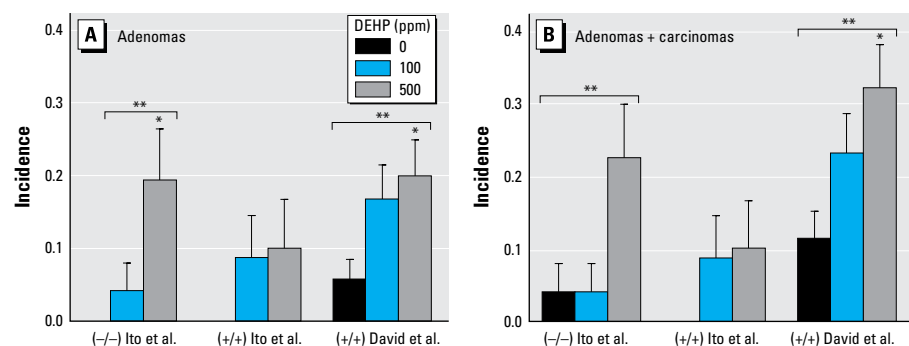 A Adenomas
DEHP (ppm)
0
100
500
Incidence
0.4
0.3
0.2
0.1
0.0
**
*
**
*
(−/−) Ito et al.
(+/+) Ito et al.
(+/+) David et al.
B Adenomas + carcinomas
Incidence
0.4
0.3
0.2
0.1
0.0
**
**
*
(−/−) Ito et al.
(+/+) Ito et al.
(+/+) David et al.